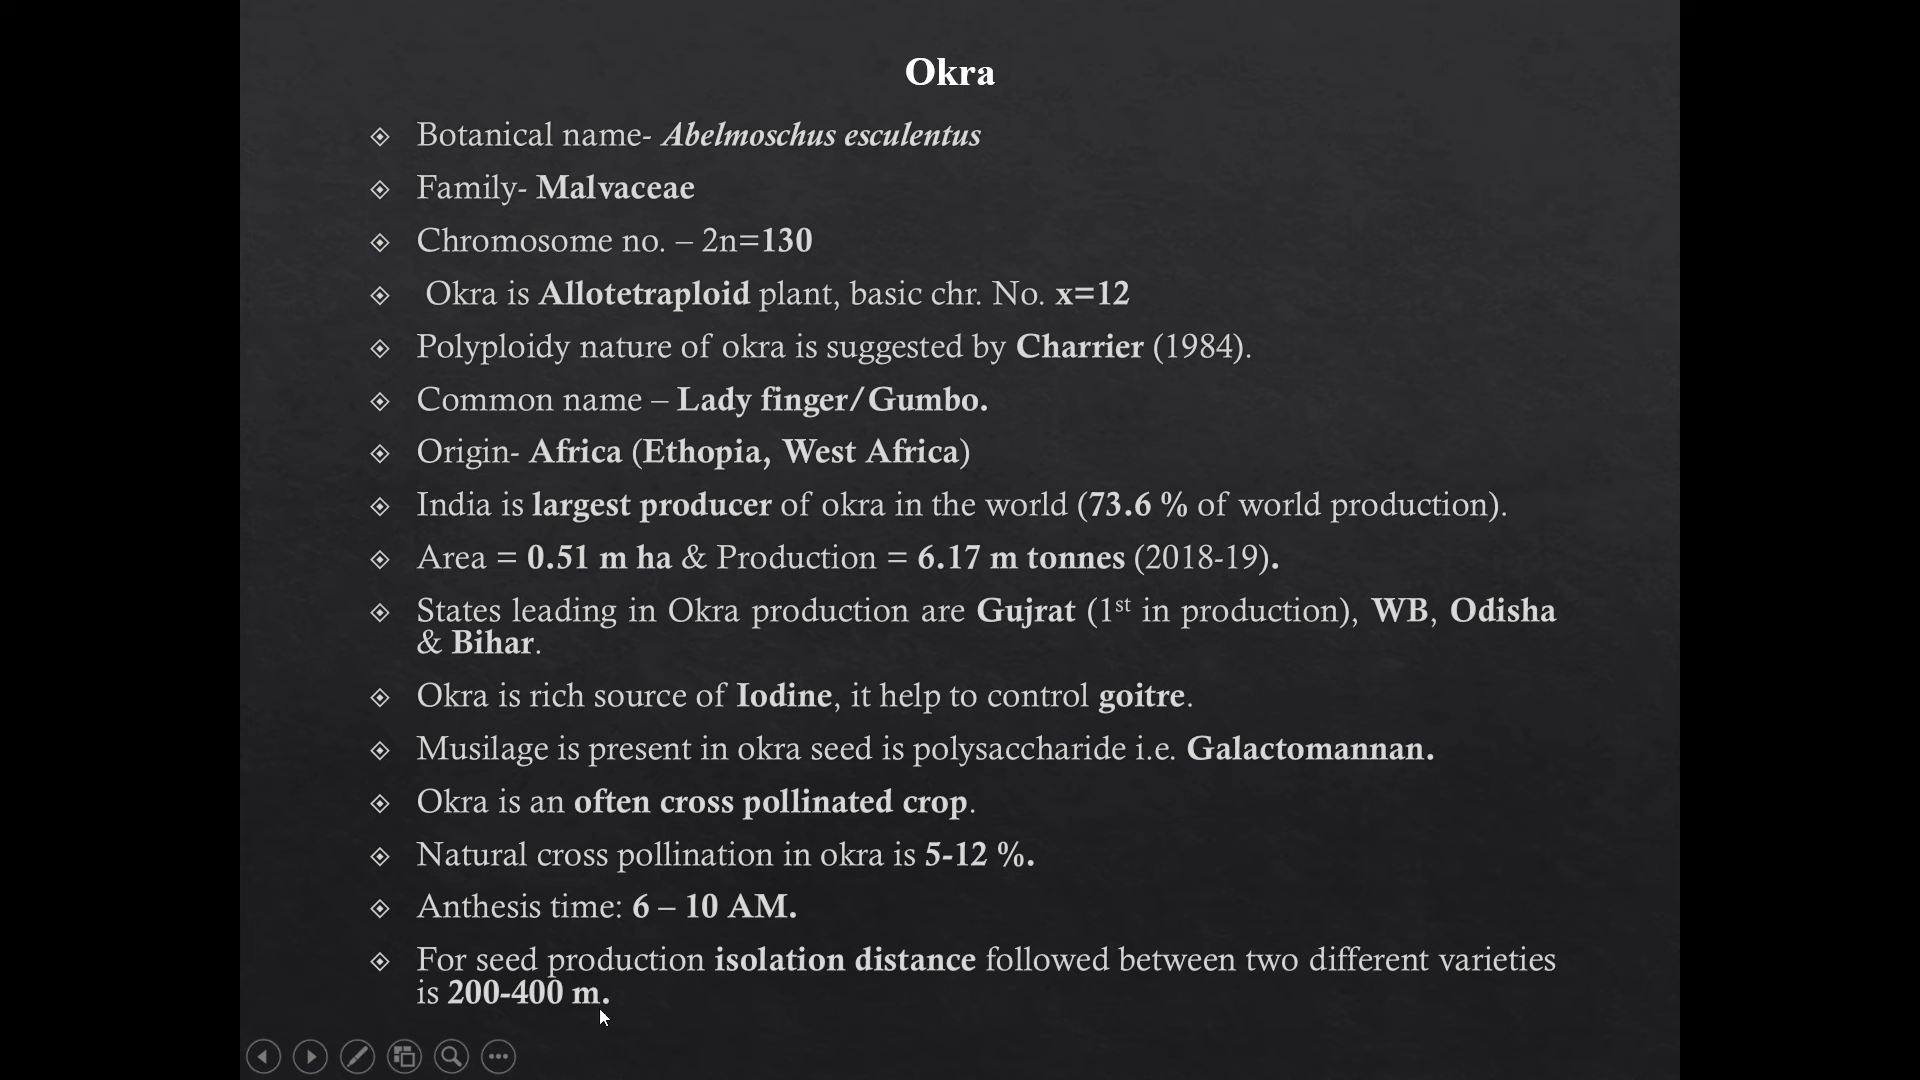 Okra
Botanical name- Abelmoschus esculentus
Family- Malvaceae
Chromosome no. – 2n=130
Okra is Allotetraploid plant, basic chr. No. x=12
Polyploidy nature of okra is suggested by Charrier (1984).
Common name – Lady finger/Gumbo.
Origin- Africa (Ethopia, West Africa)
India is largest producer of okra in the world (73.6 % of world production).
Area = 0.51 m ha & Production = 6.17 m tonnes (2018-19).
States leading in Okra production are Gujrat (1st in production), WB, Odisha
& Bihar.
Okra is rich source of Iodine, it help to control goitre.
Musilage is present in okra seed is polysaccharide i.e. Galactomannan.
Okra is an often cross pollinated crop.
Natural cross pollination in okra is 5-12 %.
Anthesis time: 6 – 10 AM.
For seed production isolation distance followed between two different varieties
is 200-400 m.